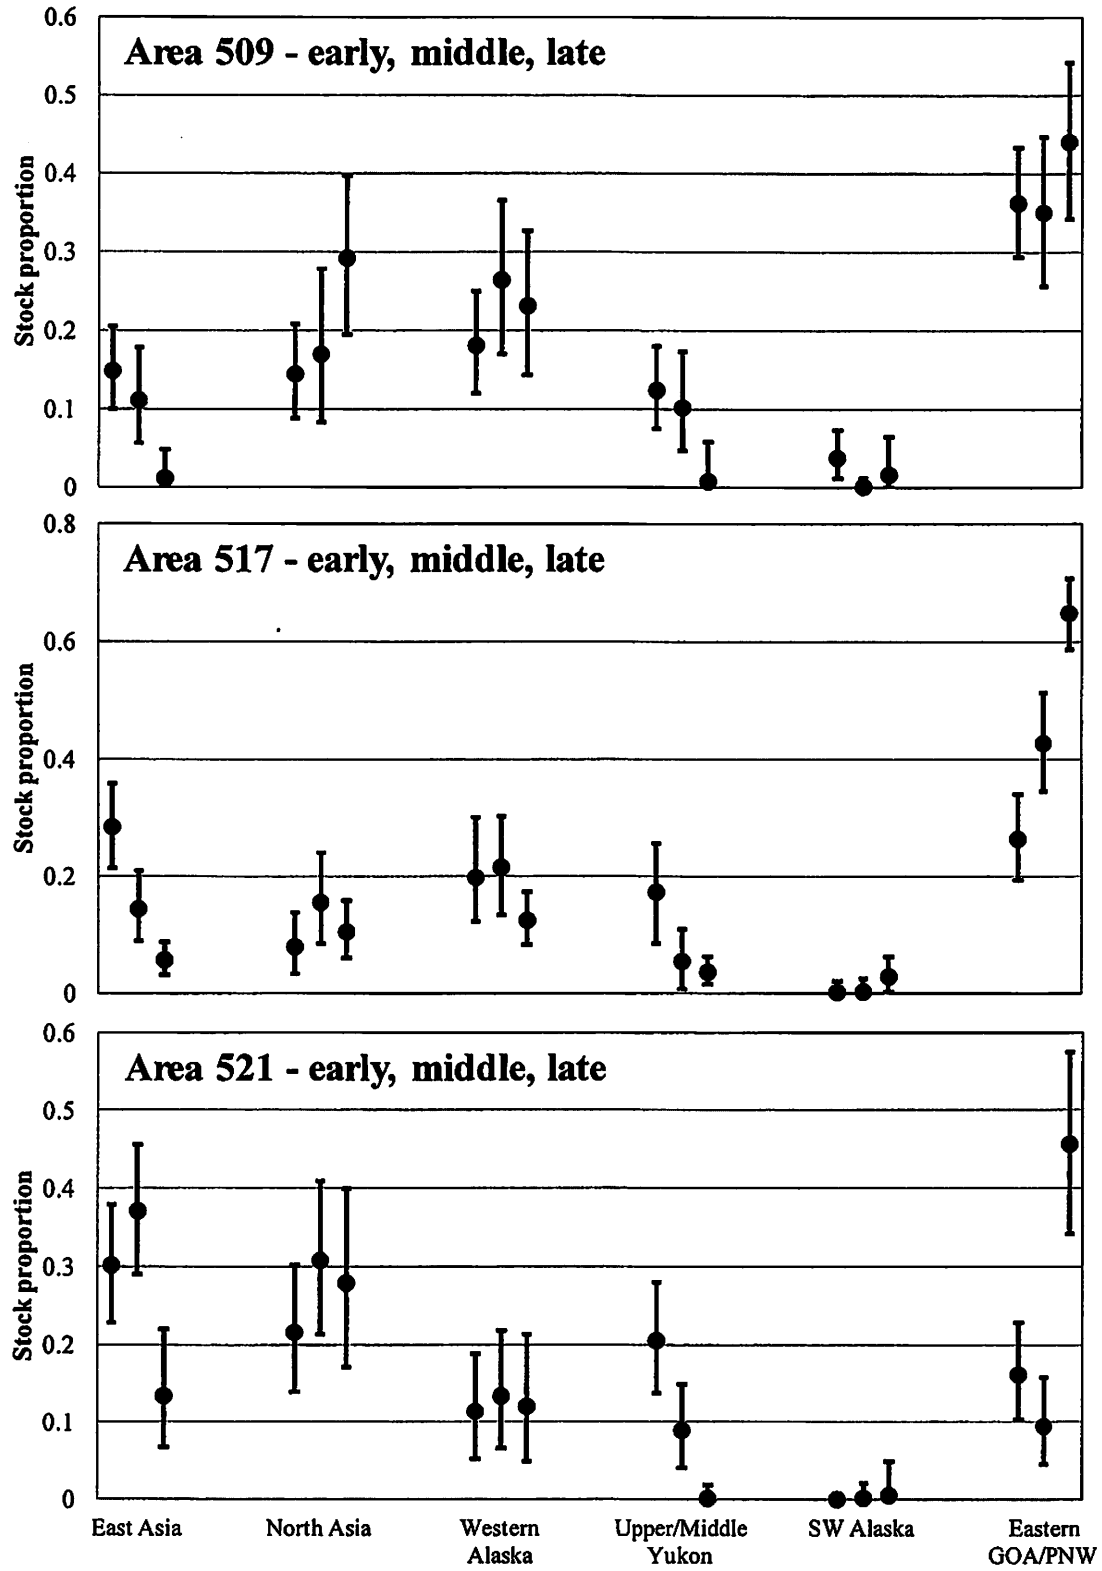 0.6
Area 509 - early, middle, late
0.5
0.4
0.3
0.2
0.1
0
Stock proportion
0.8
Area 517 - early, middle, late
0.6
0.4
0.2
0
Stock proportion
0.6
Area 521 - early, middle, late
0.5
0.4
0.3
0.2
0.1
0
Stock proportion
East Asia North Asia Western Upper/Middle SW Alaska Eastern
Alaska Yukon GOA/PNW